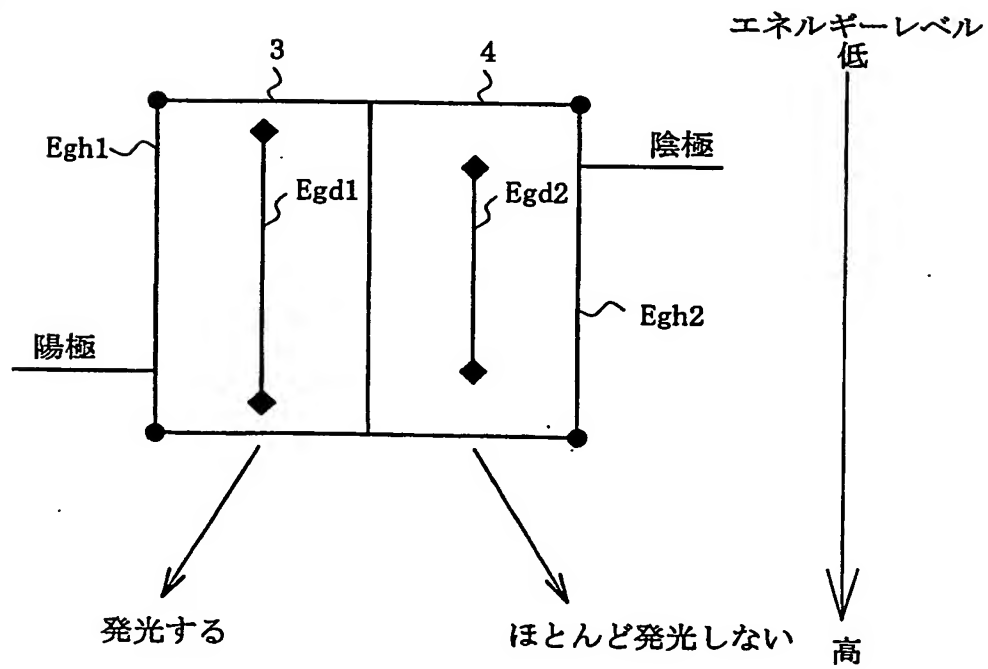 エネルギーレベル
低
3
4
Egh1
陰極
Egd1
Egd2
Egh2
陽極
発光する
ほとんど発光しない
高